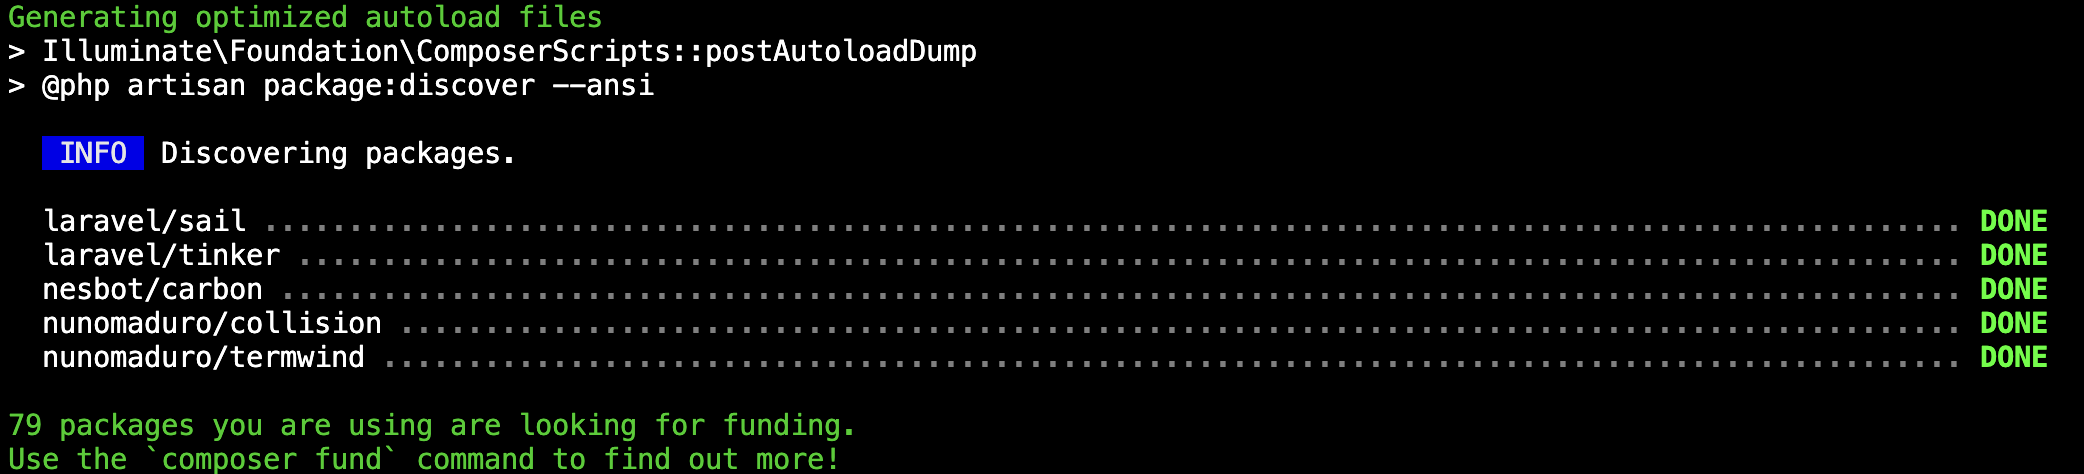 Generating optimized autoload files
> Illuminate\Foundation\ComposerScripts::postAutoloadDump
> @php artisan package:discover --ansi
INFO Discovering packages.
laravel/sail .................................................................................................... DONE
laravel/tinker .................................................................................................. DONE
nesbot/carbon ................................................................................................... DONE
nunomaduro/collision ............................................................................................ DONE
nunomaduro/termwind ............................................................................................. DONE
79 packages you are using are looking for funding.
Use the `composer fund` command to find out more!